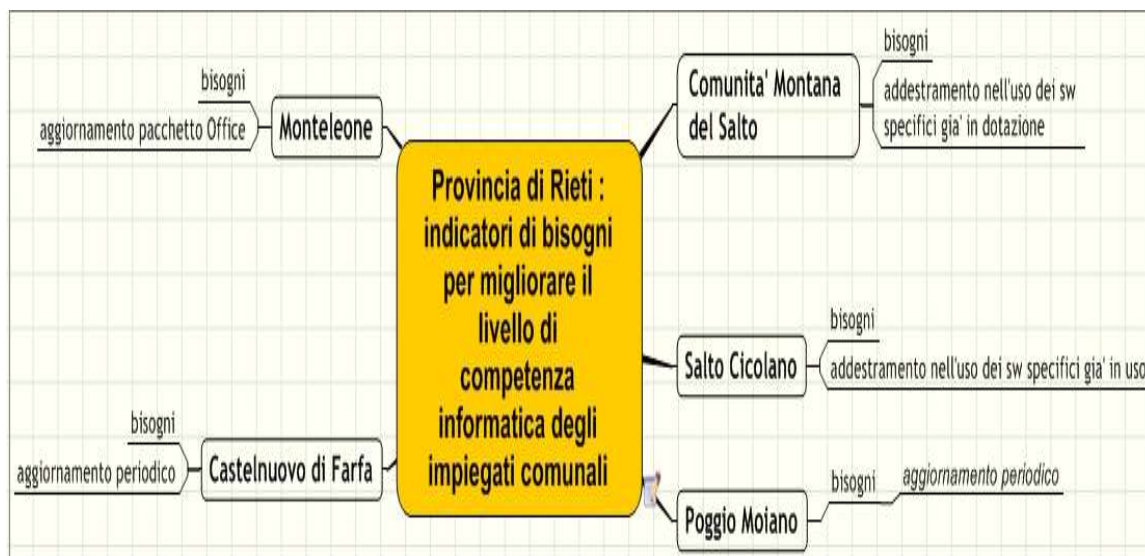 bisogni
aggiornamento pacchetto Office
Monteleone
Comunita' Montana
del Salto
bisogni
addestramento nell'uso dei sw
specifici gia' in dotazione
Provincia di Rieti :
indicatori di bisogni
per migliorare il
livello di
competenza
informatica degli
impiegati comunali
Salto Cicolano
bisogni
addestramento nell'uso dei sw specifici gia' in uso
bisogni
aggiornamento periodico
Castelnuovo di Farfa
Poggio Moiano
bisogni
aggiornamento periodico